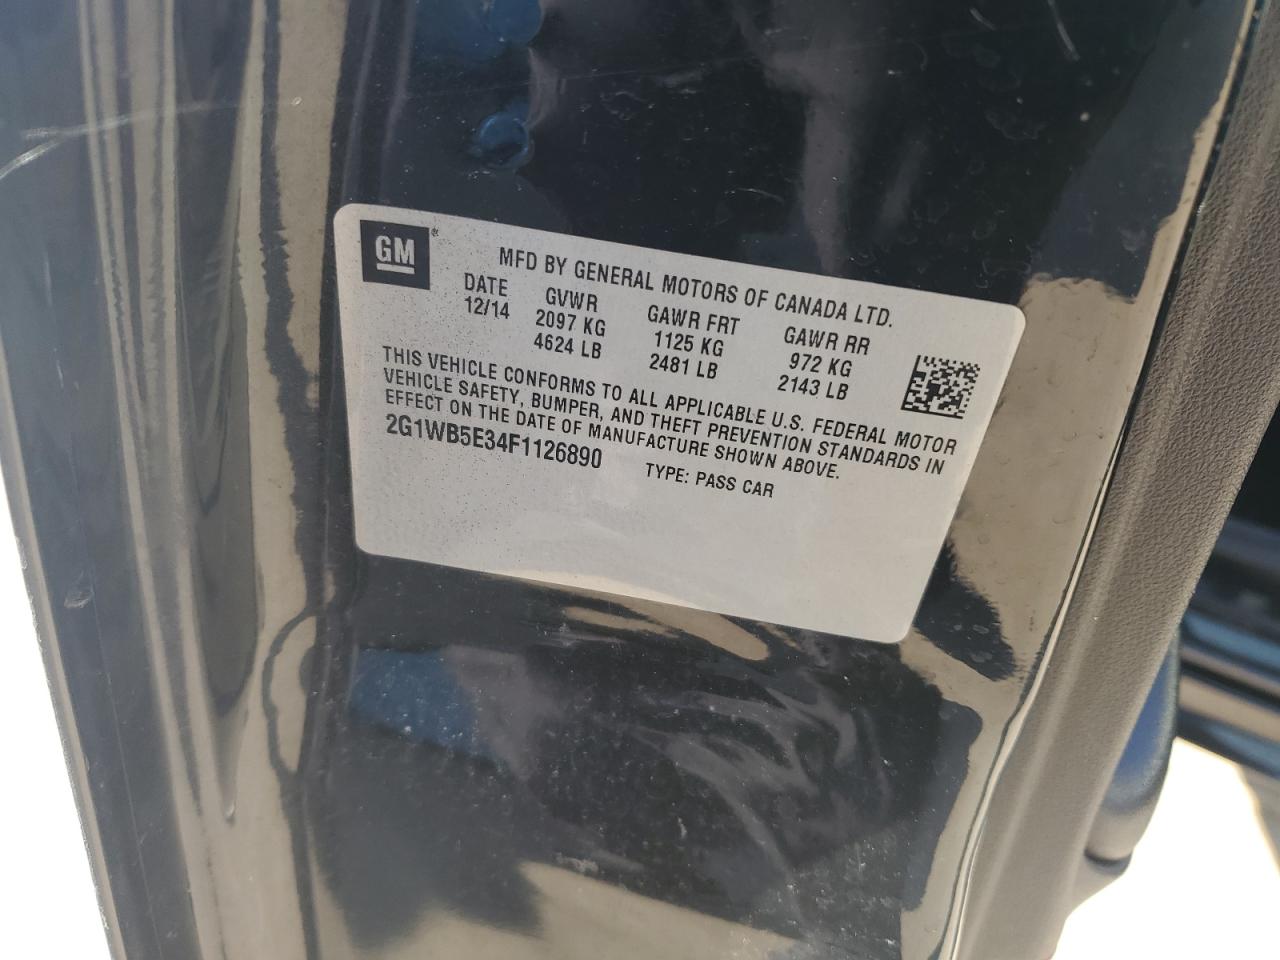 GM®
MFD BY GENERAL MOTORS OF CANADA LTD.
DATE GVWR GAWR FRT GAWR RR
12/14 2097 KG 1125 KG 972 KG
4624 LB 2481 LB 2143 LB
THIS VEHICLE CONFORMS TO ALL APPLICABLE U.S. FEDERAL MOTOR
VEHICLE SAFETY, BUMPER, AND THEFT PREVENTION STANDARDS IN
EFFECT ON THE DATE OF MANUFACTURE SHOWN ABOVE.
2G1WB5E34F1126890 TYPE: PASS CAR